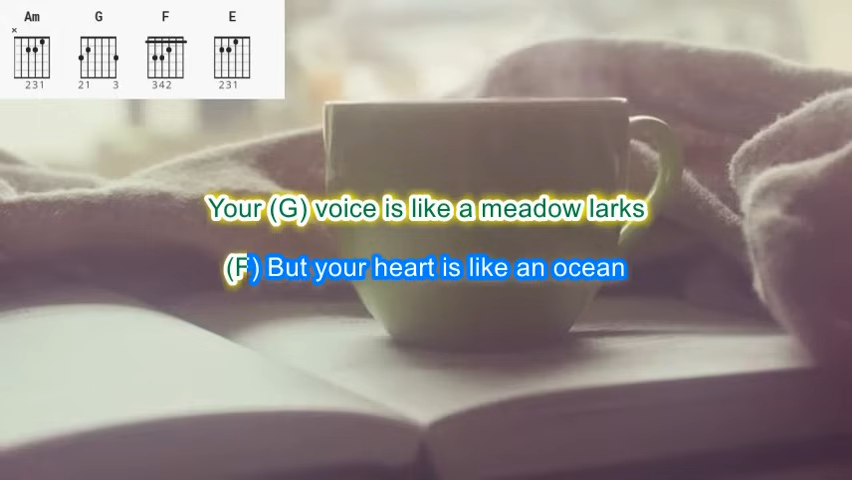 Am G F E
×
231 21 3 342 231
Your (G) voice is like a meadow larks
(F) But your heart is like an ocean